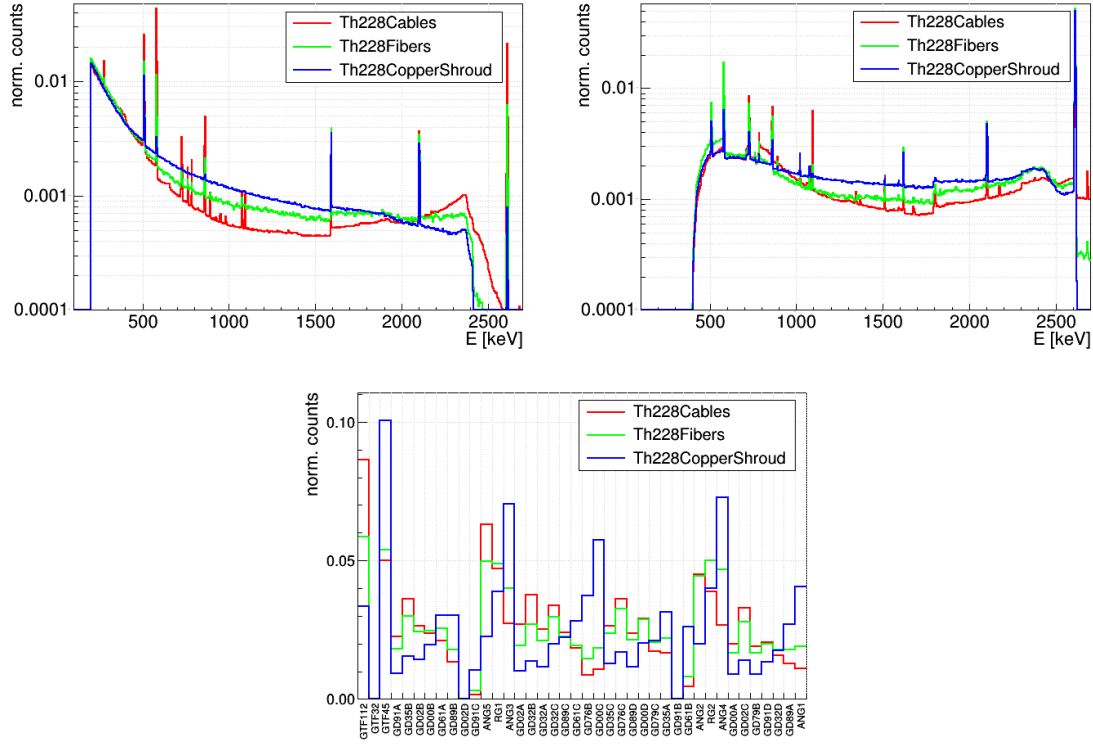 norm. counts
Th228Cables
Th228Fibers
Th228CopperShroud
0.01
0.001
0.0001
500 1000 1500 2000 2500
E [keV]
norm. counts
Th228Cables
Th228Fibers
Th228CopperShroud
0.01
0.001
0.0001
500 1000 1500 2000 2500
E [keV]
norm. counts
Th228Cables
Th228Fibers
Th228CopperShroud
0.10
0.05
0.00
GTF112
GTF32
GTF45
GD91A
GD35B
GD02B
GD00B
GD61A
GD89B
GD02D
GD91C
ANG5
RG1
ANG3
GD02A
GD32B
GD32A
GD32C
GD89C
GD61C
GD76B
GD00C
GD35C
GD76C
GD89D
GD00D
GD79C
GD35A
GD91B
GD61B
ANG2
RG2
ANG4
GD00A
GD02C
GD79B
GD91D
GD32D
GD89A
ANG1